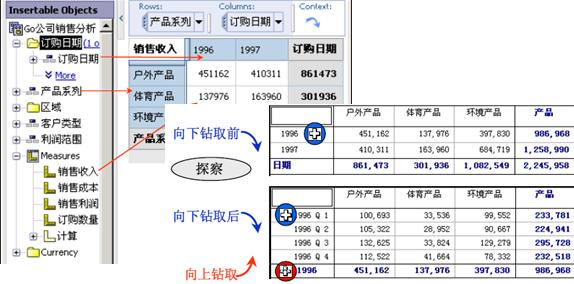 Insertable Objects
Go公司销售分析
订购日期(1 o
订购日期
More
产品系列
区域
客户类型
利润范围
Measures
销售收入
销售成本
销售利润
订购数量
计算
Currency
Rows: Columns: Context:
产品系列 订购日期
销售收入 1996 1997 订购日期
户外产品 451162 410311 861473
体育产品 137976 163960 301936
环境产品
产品系
向下钻取前
探察
向下钻取后
向上钻取
户外产品 体育产品 环境产品 产品
1996 451,162 137,976 397,830 986,968
1997 410,311 163,960 684,719 1,258,990
日期 861,473 301,936 1,082,549 2,245,958
户外产品 体育产品 环境产品 产品
1996 Q 1 100,693 33,536 99,552 233,781
1996 Q 2 105,322 28,952 90,667 224,941
1996 Q 3 132,625 33,824 129,279 295,728
1996 Q 4 112,522 41,664 78,332 232,518
1996 451,162 137,976 397,830 986,968